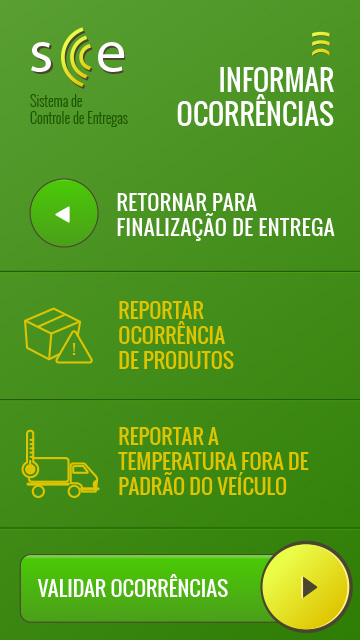 sce
Sistema de
Controle de Entregas
INFORMAR
OCORRÊNCIAS
RETORNAR PARA
FINALIZAÇÃO DE ENTREGA
REPORTAR
OCORRÊNCIA
DE PRODUTOS
REPORTAR A
TEMPERATURA FORA DE
PADRÃO DO VEÍCULO
VALIDAR OCORRÊNCIAS